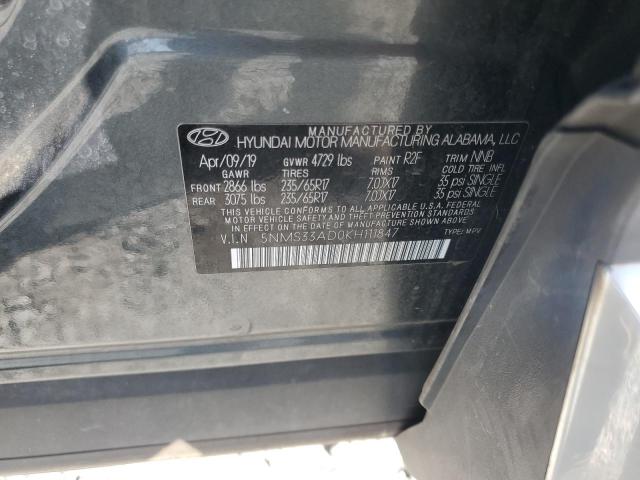 MANUFACTURED BY
HYUNDAI MOTOR MANUFACTURING ALABAMA, LLC
Apr/09/19 GVWR 4729 lbs PAINT R2F TRIM NNB
GAWR TIRES RIMS COLD TIRE INFL
FRONT 2866 lbs 235/65R17 7.0JX17 35 psi SINGLE
REAR 3075 lbs 235/65R17 7.0JX17 35 psi SINGLE
THIS VEHICLE CONFORMS TO ALL APPLICABLE U.S.A. FEDERAL
MOTOR VEHICLE SAFETY AND THEFT PREVENTION STANDARDS
IN EFFECT ON THE DATE OF MANUFACTURE SHOWN ABOVE.
V.I.N 5NMS33AD0KH111847 TYPE: MPV